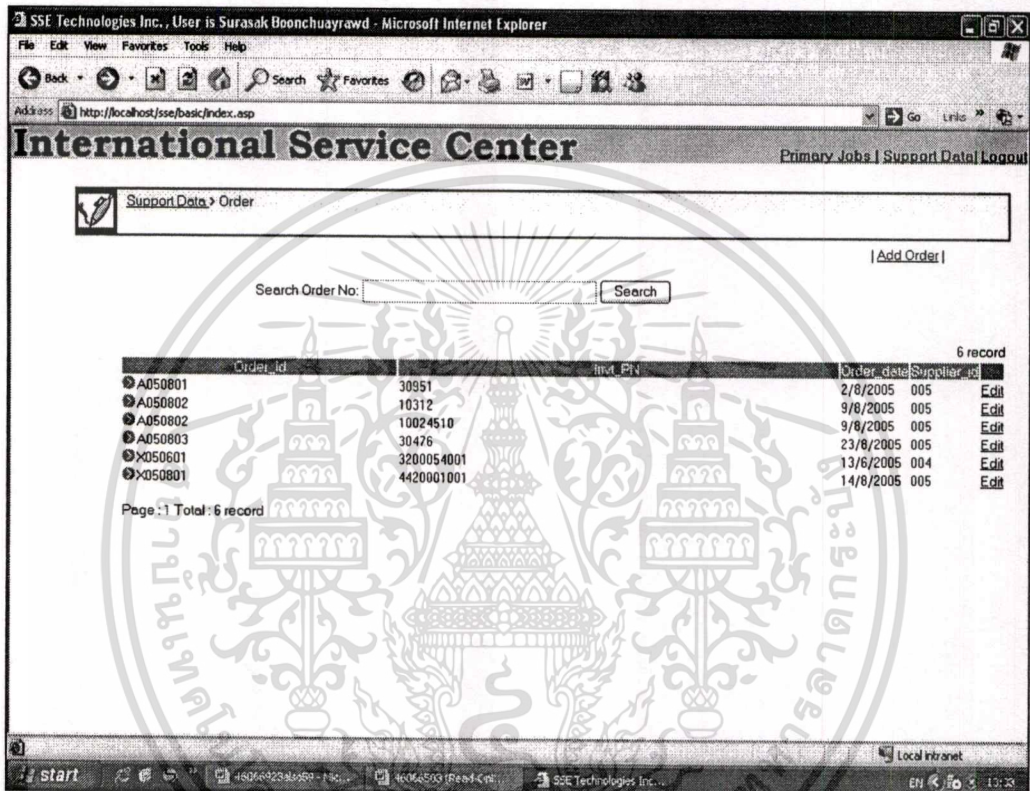 SSE Technologies Inc., User is Surasak Boonchuayrawd - Microsoft Internet Explorer
File Edit View Favorites Tools Help
Back Search Favorites
Address http://localhost/sse/basic/index.asp Go Links »
International Service Center
Primary Jobs | Support Data| Logout
Support Data > Order
| Add Order |
Search Order No: Search
6 record
Order_id Invt_PN Order_date Supplier_id
A050801 30951 2/8/2005 005 Edit
A050802 10312 9/8/2005 005 Edit
A050802 10024510 9/8/2005 005 Edit
A050803 30476 23/8/2005 005 Edit
X050601 3200054001 13/6/2005 004 Edit
X050801 4420001001 14/8/2005 005 Edit
Page : 1 Total : 6 record
Local intranet
start 46066503 (Read-Onl... SSE Technologies Inc... EN 13:33